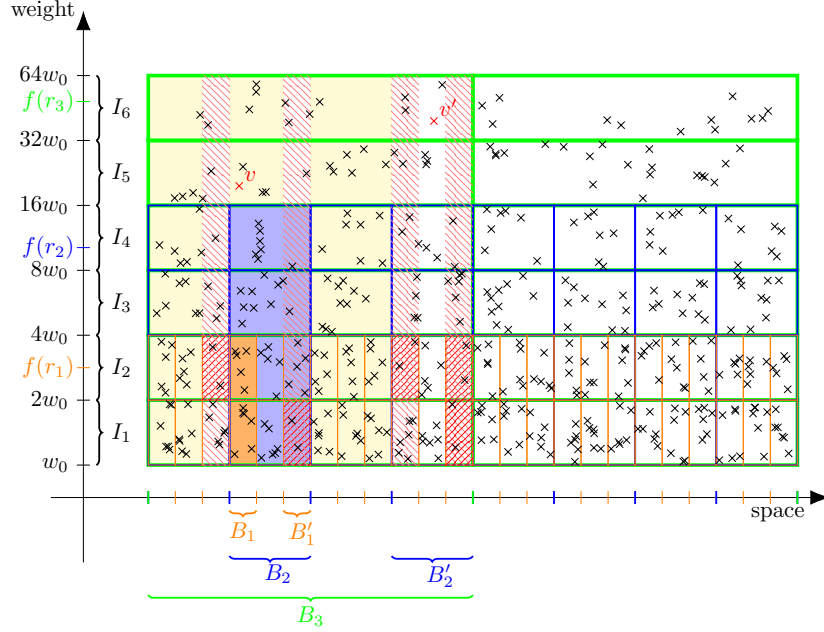 weight
64w₀
f(r₃)
I₆
v′
32w₀
I₅
v
16w₀
I₄
f(r₂)
8w₀
I₃
4w₀
f(r₁)
I₂
2w₀
I₁
w₀
space
B₁ B′₁
B₂ B′₂
B₃